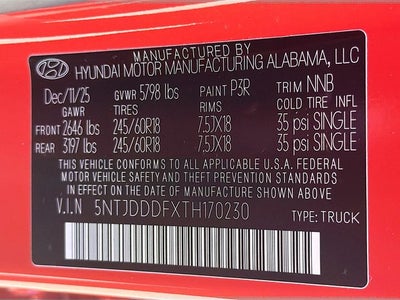 MANUFACTURED BY
HYUNDAI MOTOR MANUFACTURING ALABAMA, LLC
Dec/11/25 GVWR 5798 lbs PAINT P3R TRIM NNB
GAWR TIRES RIMS COLD TIRE INFL
FRONT 2646 lbs 245/60R18 7.5JX18 35 psi SINGLE
REAR 3197 lbs 245/60R18 7.5JX18 35 psi SINGLE
THIS VEHICLE CONFORMS TO ALL APPLICABLE U.S.A. FEDERAL
MOTOR VEHICLE SAFETY AND THEFT PREVENTION STANDARDS
IN EFFECT ON THE DATE OF MANUFACTURE SHOWN ABOVE.
V.I.N 5NTJDDDFXTH170230 TYPE: TRUCK